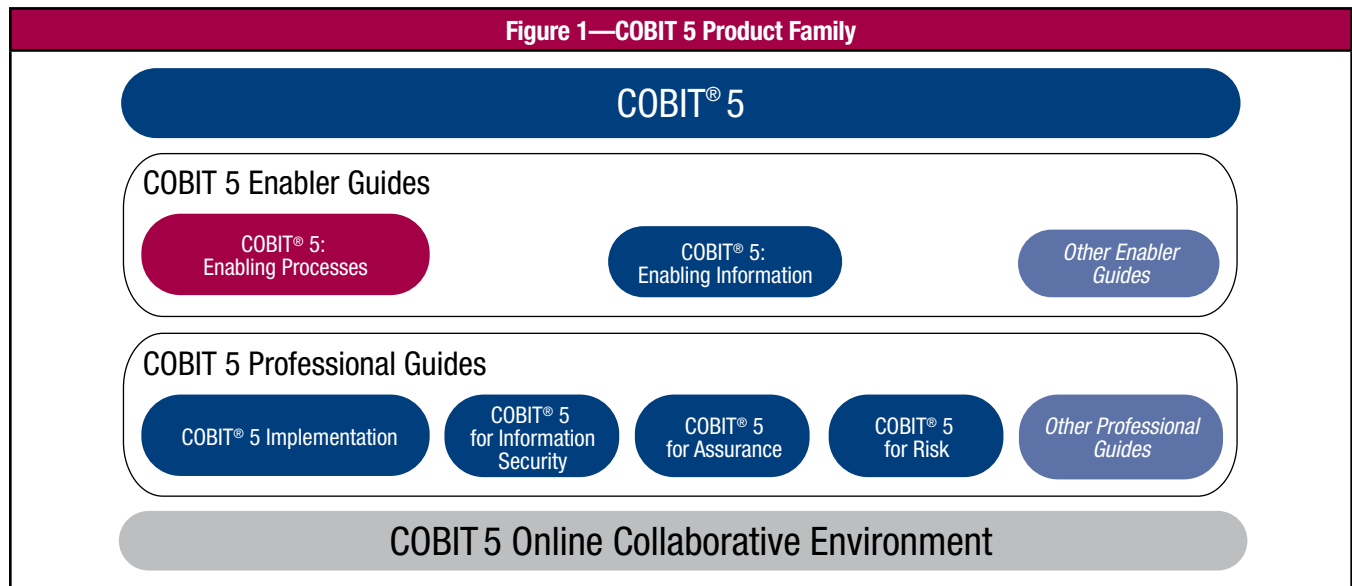 Figure 1—COBIT 5 Product Family
COBIT® 5
COBIT 5 Enabler Guides
COBIT® 5:
Enabling Processes
COBIT® 5:
Enabling Information
Other Enabler
Guides
COBIT 5 Professional Guides
COBIT® 5 Implementation
COBIT® 5
for Information
Security
COBIT® 5
for Assurance
COBIT® 5
for Risk
Other Professional
Guides
COBIT 5 Online Collaborative Environment